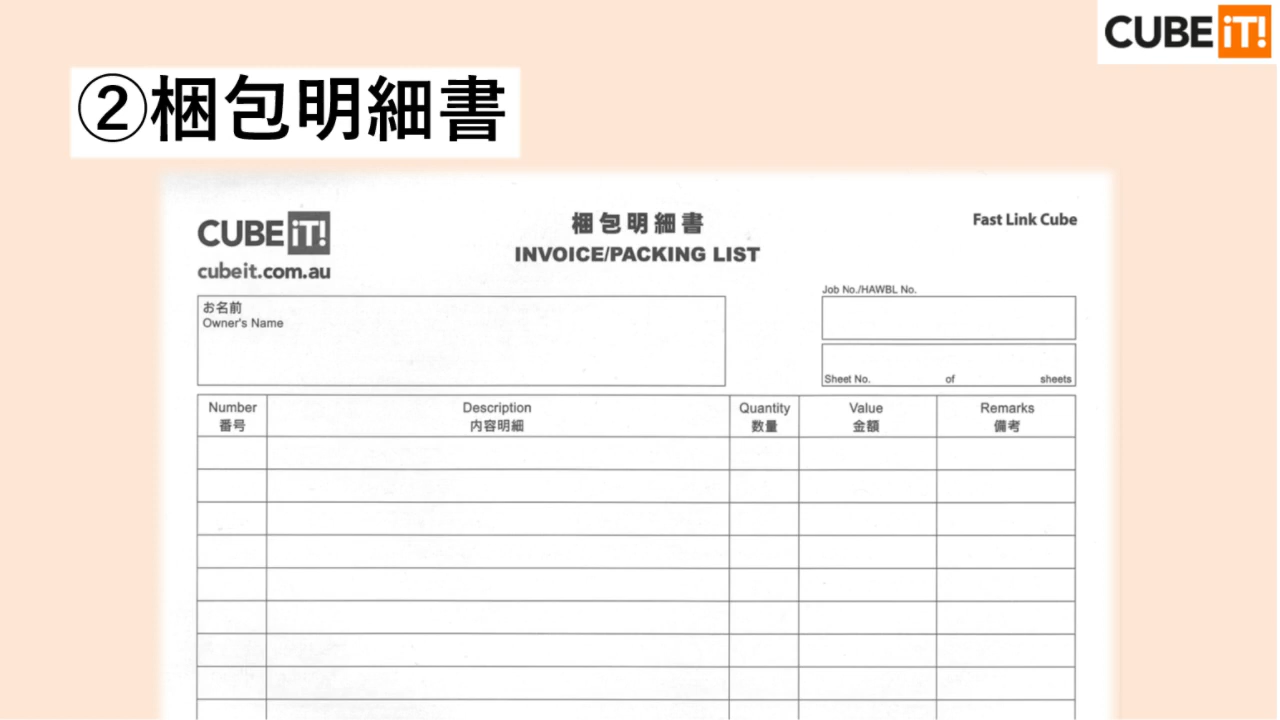 CUBE iT!
②梱包明細書
CUBE iT!
cubeit.com.au
梱包明細書
INVOICE/PACKING LIST
Fast Link Cube
お名前
Owner's Name
Job No./HAWBL No.
Sheet No. of sheets
Number Description Quantity Value Remarks
番号 内容明細 数量 金額 備考